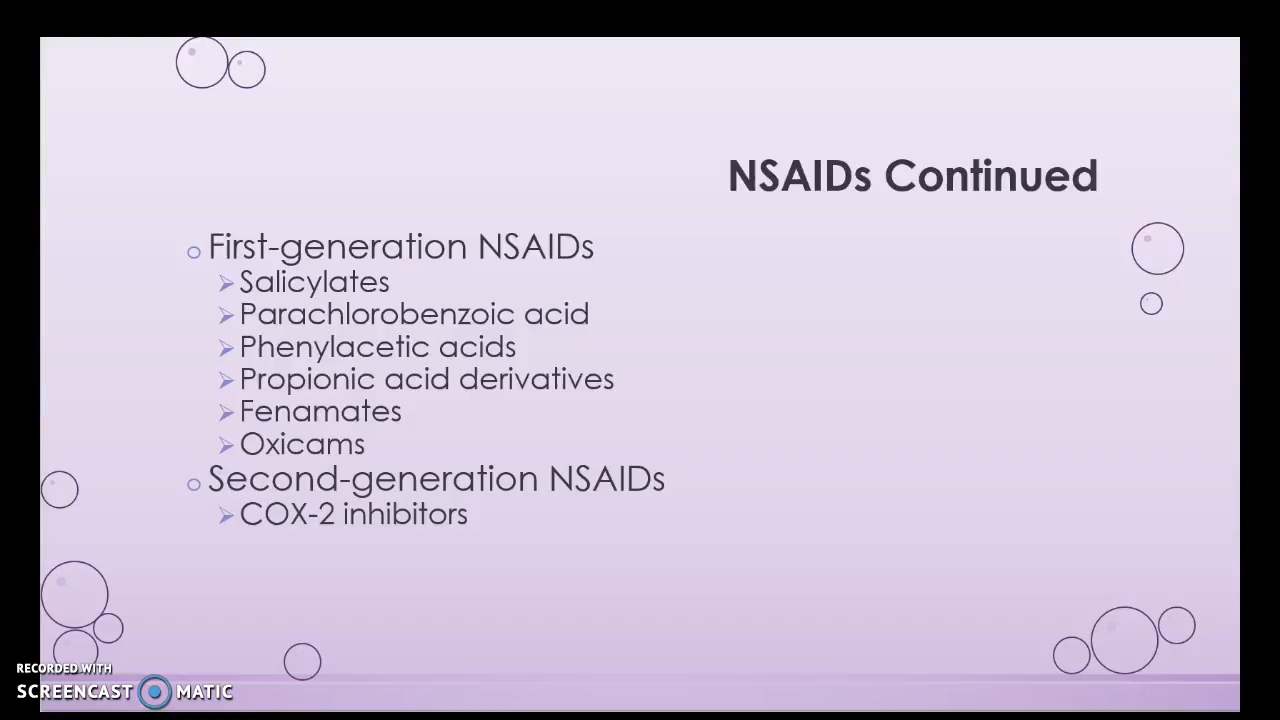 NSAIDs Continued
First-generation NSAIDs
Salicylates
Parachlorobenzoic acid
Phenylacetic acids
Propionic acid derivatives
Fenamates
Oxicams
Second-generation NSAIDs
COX-2 inhibitors
RECORDED WITH
SCREENCAST MATIC